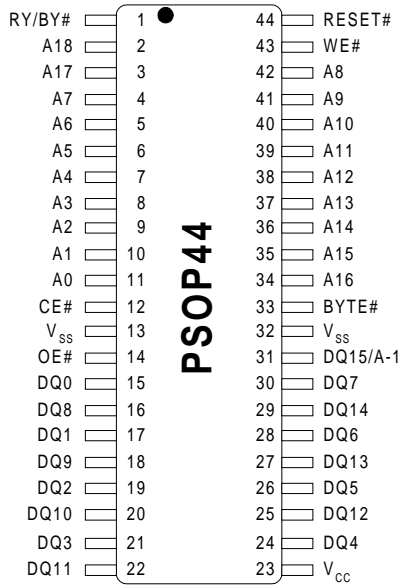 RY/BY# 1 44 RESET#
A18 2 43 WE#
A17 3 42 A8
A7 4 41 A9
A6 5 40 A10
A5 6 39 A11
A4 7 38 A12
A3 8 37 A13
A2 9 36 A14
A1 10 35 A15
A0 11 34 A16
CE# 12 33 BYTE#
VSS 13 32 VSS
OE# 14 31 DQ15/A-1
DQ0 15 30 DQ7
DQ8 16 29 DQ14
DQ1 17 28 DQ6
DQ9 18 27 DQ13
DQ2 19 26 DQ5
DQ10 20 25 DQ12
DQ3 21 24 DQ4
DQ11 22 23 VCC
PSOP44